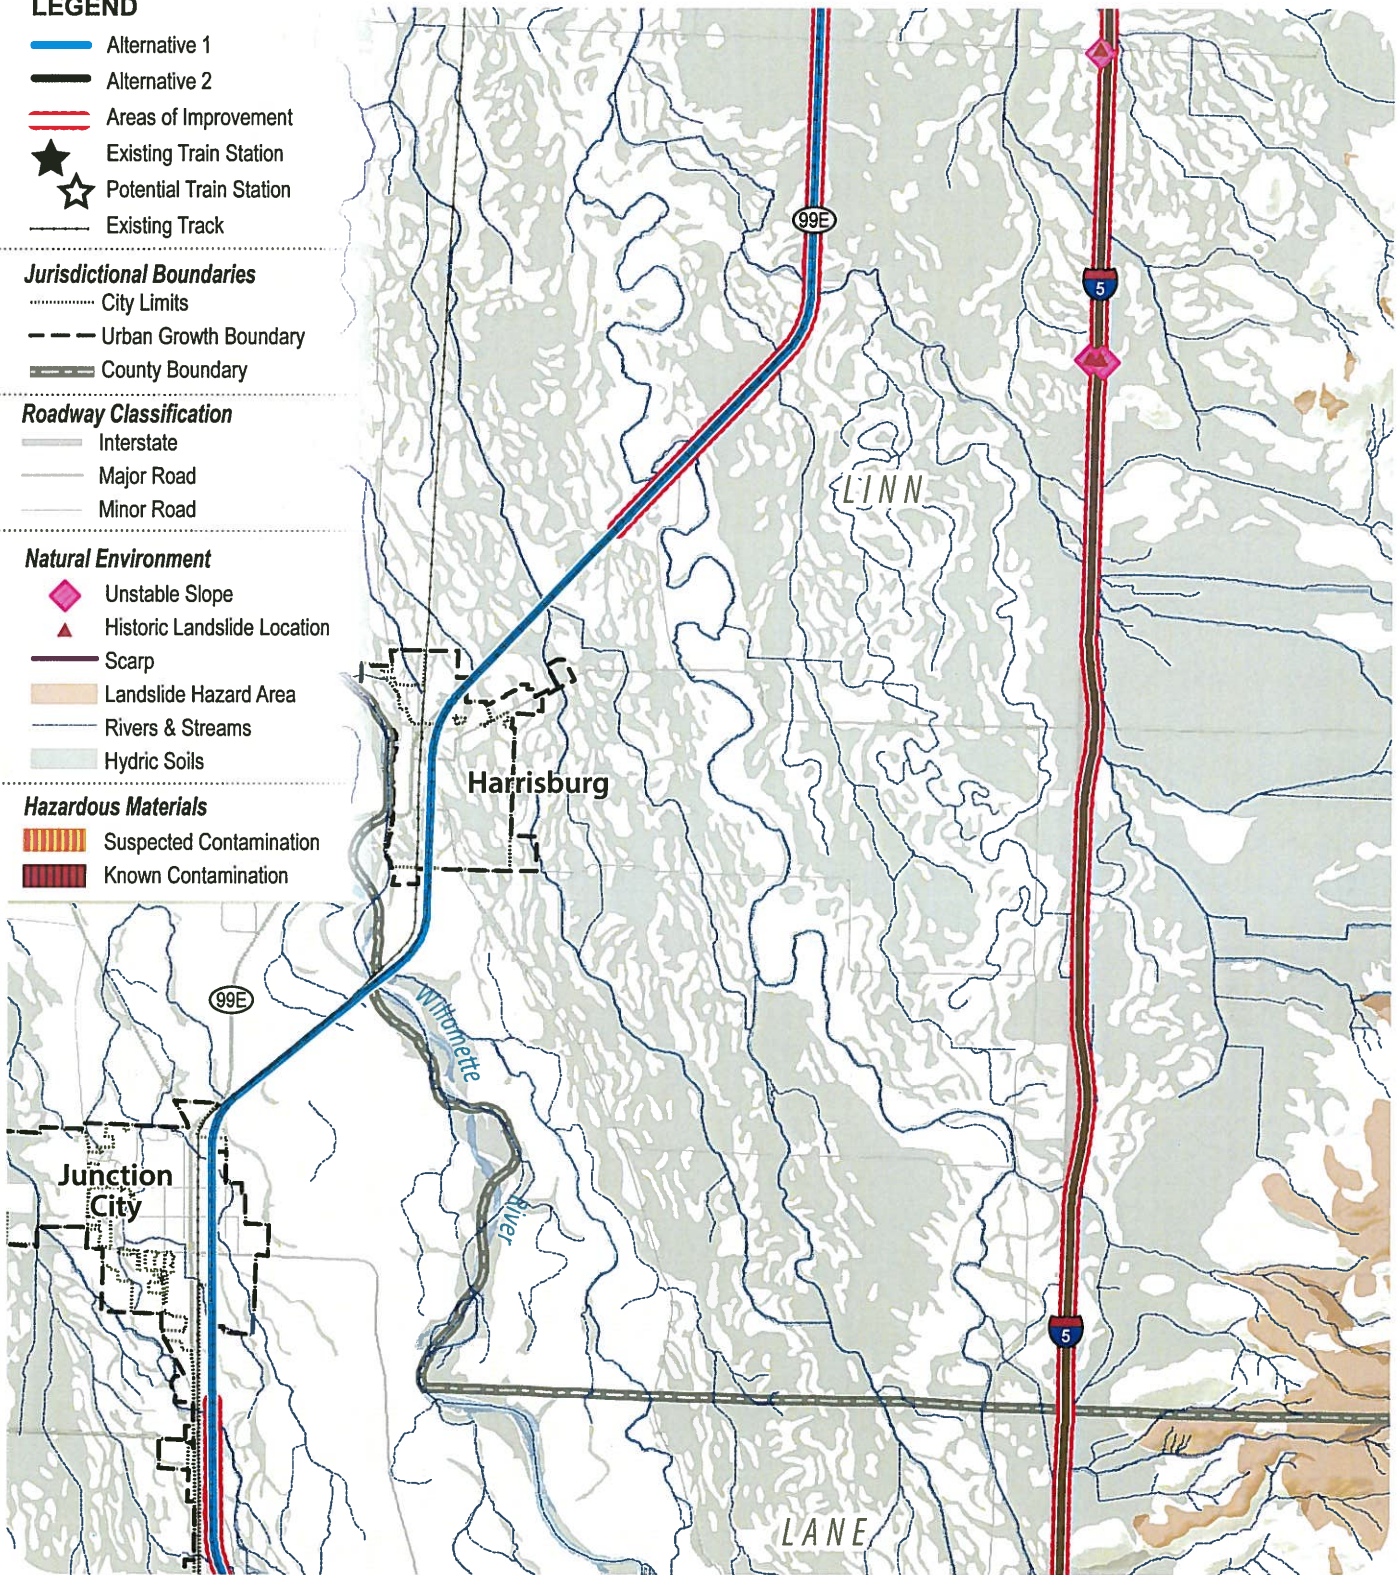 LEGEND
Alternative 1
Alternative 2
Areas of Improvement
Existing Train Station
Potential Train Station
Existing Track
Jurisdictional Boundaries
City Limits
Urban Growth Boundary
County Boundary
Roadway Classification
Interstate
Major Road
Minor Road
Natural Environment
Unstable Slope
Historic Landslide Location
Scarp
Landslide Hazard Area
Rivers & Streams
Hydric Soils
Hazardous Materials
Suspected Contamination
Known Contamination
99E
5
LINN
Harrisburg
99E
Willamette
River
Junction
City
5
LANE